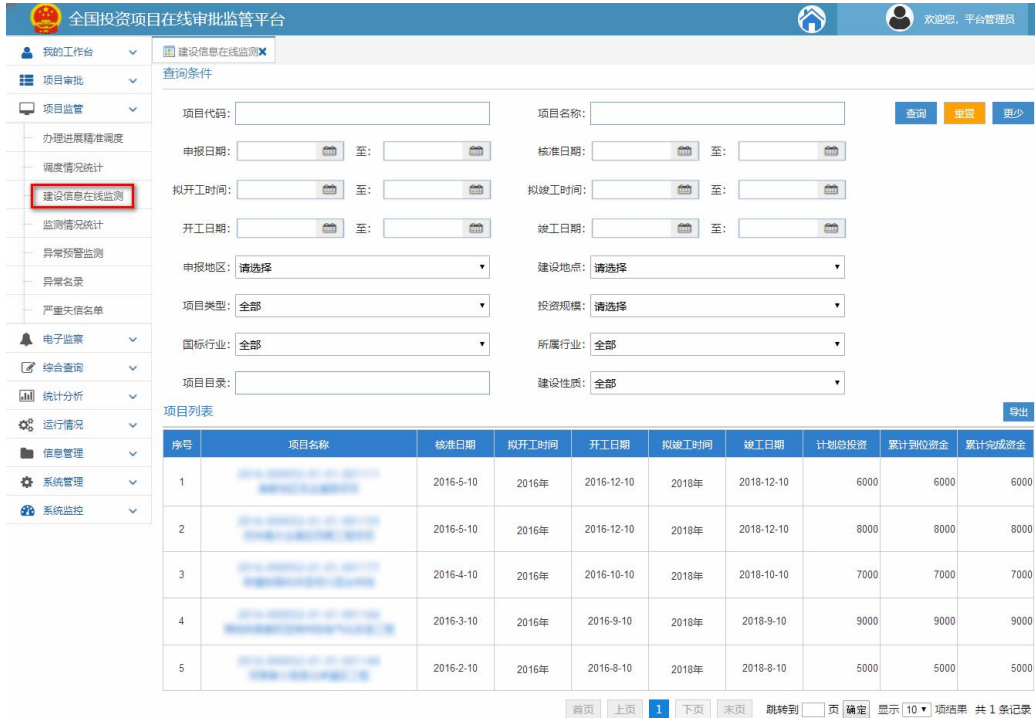 全国投资项目在线审批监管平台
欢迎您，平台管理员
我的工作台
项目审批
项目监管
办理进展精准调度
调度情况统计
建设信息在线监测
监测情况统计
异常预警监测
异常名录
严重失信名单
电子监察
综合查询
统计分析
运行情况
信息管理
系统管理
系统监控
建设信息在线监测
查询条件
项目代码： 项目名称： 查询 重置 更少
申报日期： 至： 核准日期： 至：
拟开工时间： 至： 拟竣工时间： 至：
开工日期： 至： 竣工日期： 至：
申报地区： 请选择 建设地点： 请选择
项目类型： 全部 投资规模： 请选择
国标行业： 全部 所属行业： 全部
项目目录： 建设性质： 全部
项目列表 导出
序号 项目名称 核准日期 拟开工时间 开工日期 拟竣工时间 竣工日期 计划总投资 累计到位资金 累计完成资金
1 2016-5-10 2016年 2016-12-10 2018年 2018-12-10 6000 6000 6000
2 2016-5-10 2016年 2016-12-10 2018年 2018-12-10 8000 8000 8000
3 2016-4-10 2016年 2016-10-10 2018年 2018-10-10 7000 7000 7000
4 2016-3-10 2016年 2016-9-10 2018年 2018-9-10 9000 9000 9000
5 2016-2-10 2016年 2016-8-10 2018年 2018-8-10 5000 5000 5000
首页 上页 1 下页 末页 跳转到 页 确定 显示 10 项结果 共 1 条记录